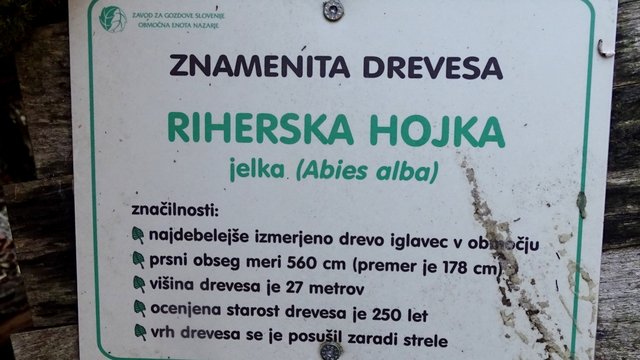 ZAVOD ZA GOZDOVE SLOVENIJE
OBMOČNA ENOTA NAZARJE
ZNAMENITA DREVESA
RIHERSKA HOJKA
jelka (Abies alba)
značilnosti:
najdebelejše izmerjeno drevo iglavec v območju
prsni obseg meri 560 cm (premer je 178 cm)
višina drevesa je 27 metrov
ocenjena starost drevesa je 250 let
vrh drevesa se je posušil zaradi strele